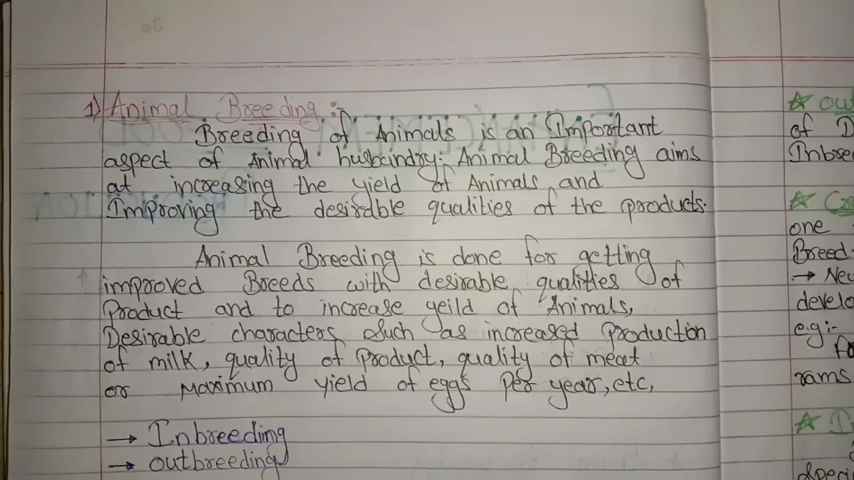 1) Animal Breeding :-
Breeding of Animals is an Important
aspect of Animal husbandry. Animal Breeding aims
at increasing the yield of Animals and
Improving the desirable qualities of the products.
Animal Breeding is done for getting
improved Breeds with desirable qualities of
Product and to increase yeild of Animals,
Desirable characters such as increased production
of milk, quality of product, quality of meat
or Maximum yield of eggs Per year, etc,
→ Inbreeding
→ outbreeding
☆ out
of D
Inbre
☆ C
one
Breed.
→ Ne
develo
e.g:-
fo
rams
☆ I
speci